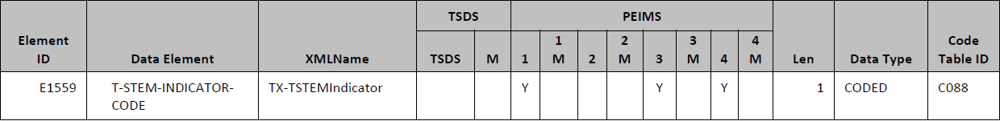 TSDS PEIMS
Element ID Data Element XMLName TSDS M 1 1 M 2 2 M 3 3 M 4 4 M Len Data Type Code Table ID
E1559 T-STEM-INDICATOR- TX-TSTEMIndicator Y Y Y 1 CODED C088
CODE